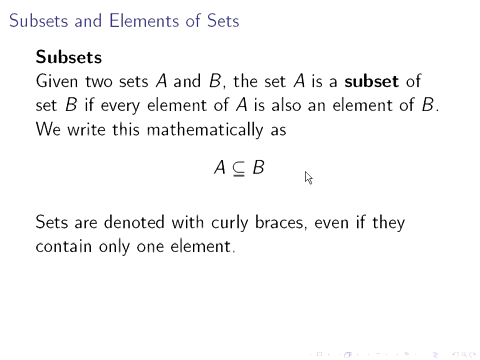 Subsets and Elements of Sets
Subsets
Given two sets A and B, the set A is a subset of
set B if every element of A is also an element of B.
We write this mathematically as
A ⊆ B
Sets are denoted with curly braces, even if they
contain only one element.